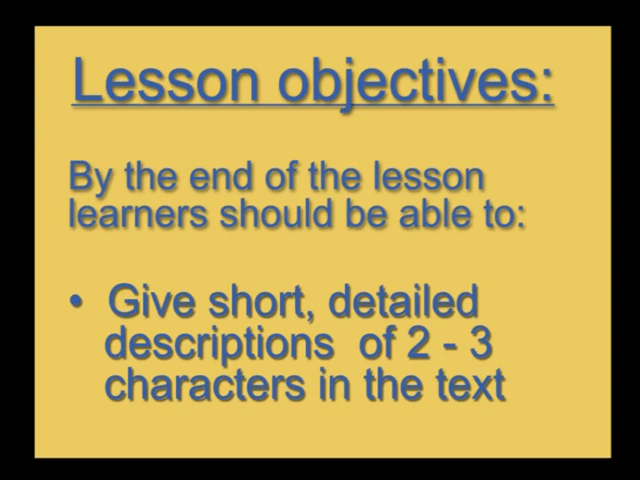 Lesson objectives:
By the end of the lesson
learners should be able to:
• Give short, detailed
descriptions of 2 - 3
characters in the text